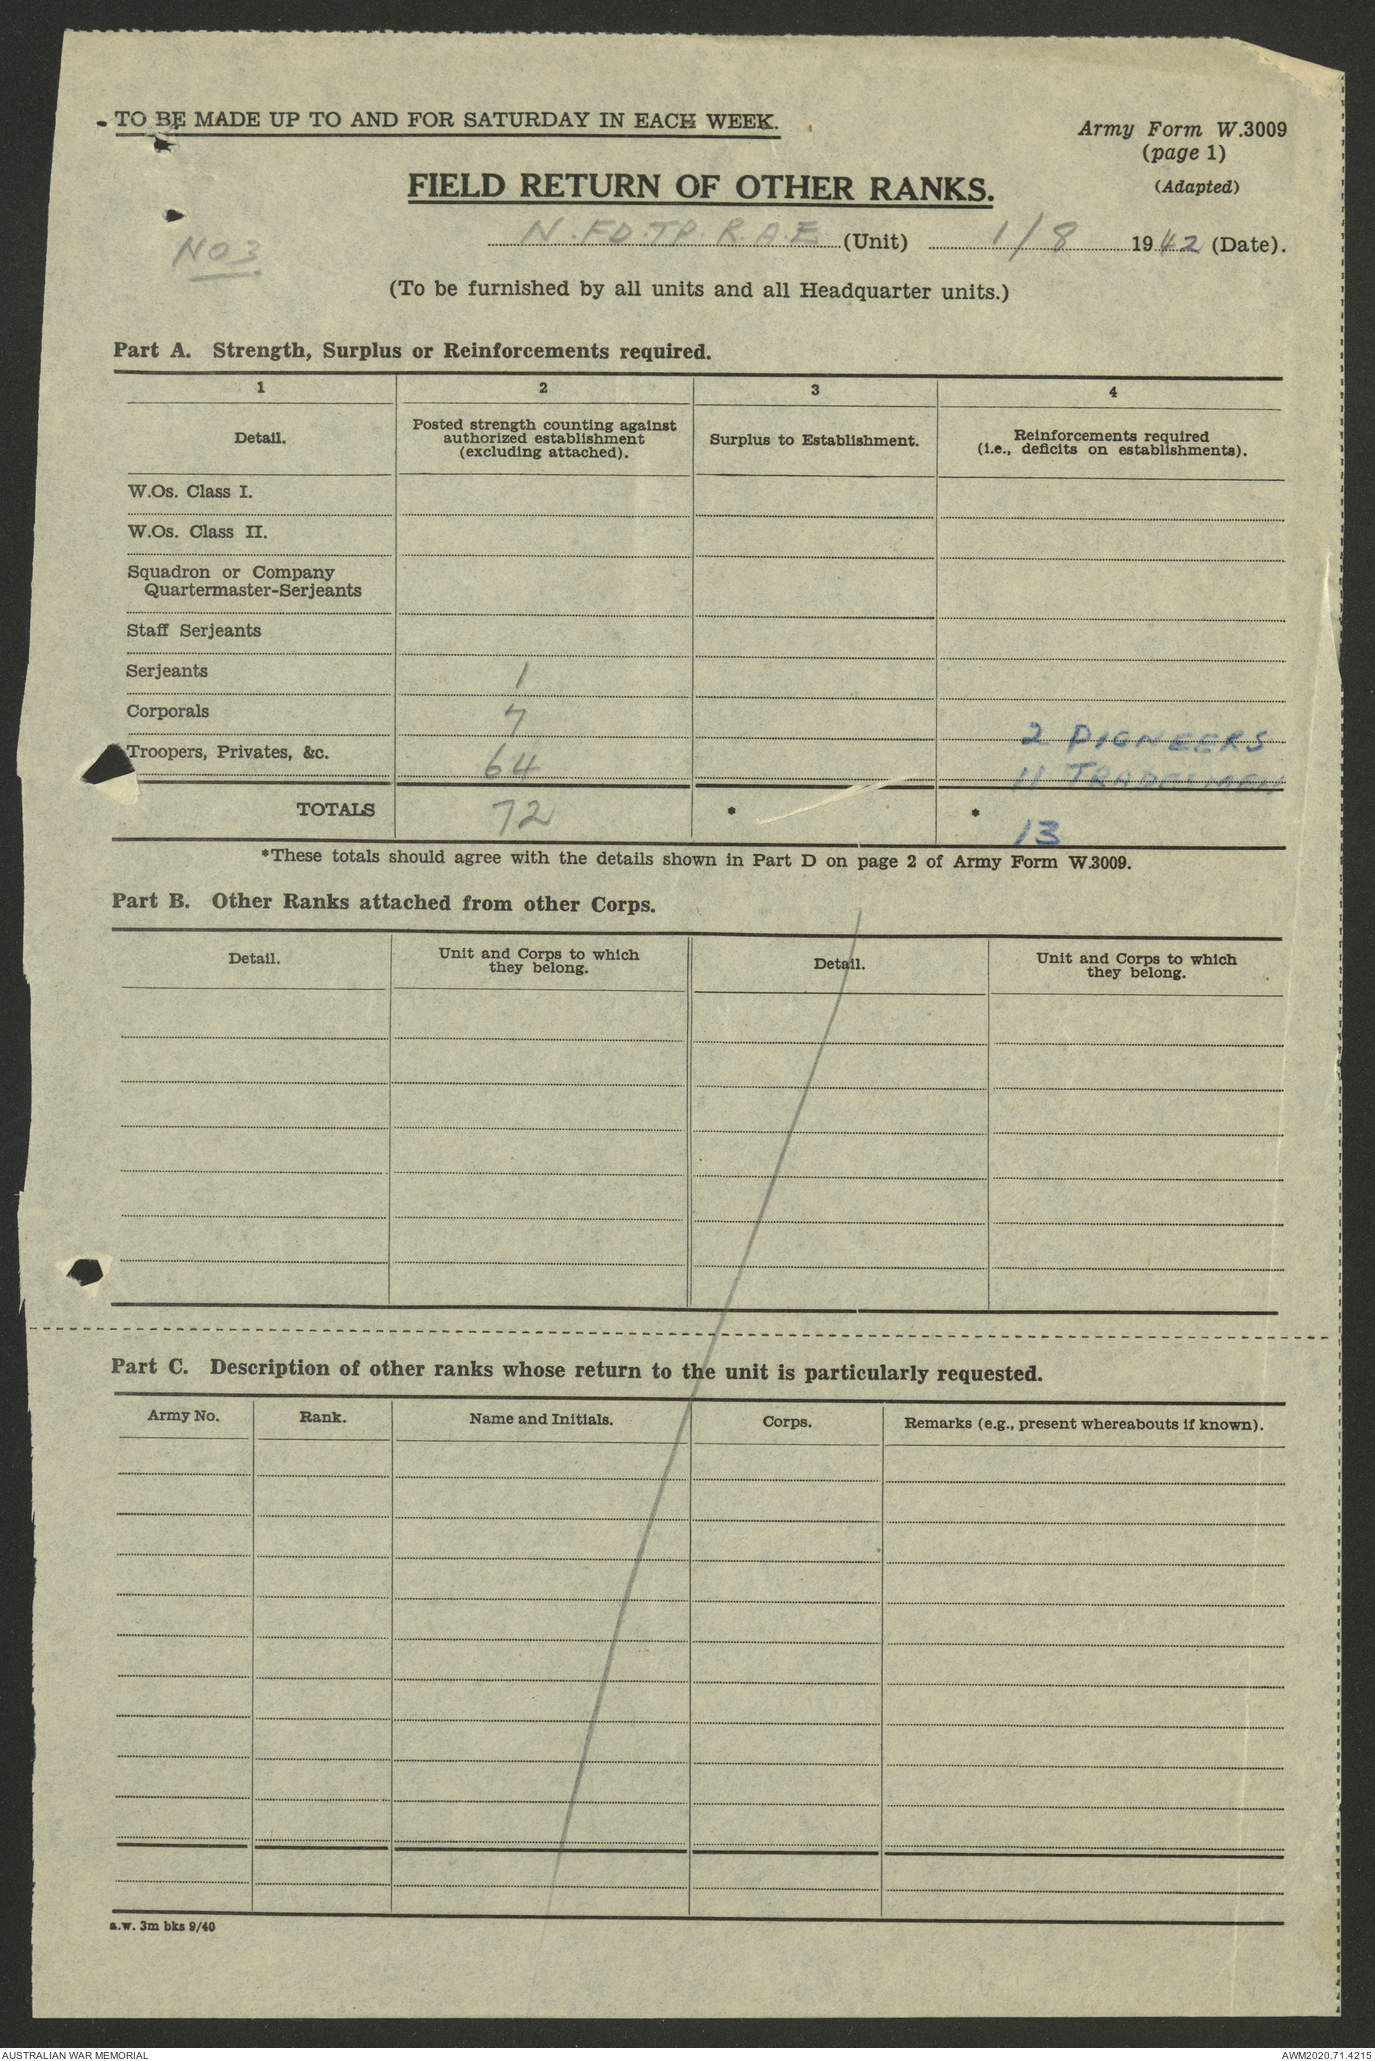 TO BE MADE UP TO AND FOR SATURDAY IN EACH WEEK.
Army Form W.3009
(page 1)
(Adapted)
FIELD RETURN OF OTHER RANKS.
NO 3
N.FD.TP.R.A.E (Unit) 1/8 1942 (Date).
(To be furnished by all units and all Headquarter units.)
Part A. Strength, Surplus or Reinforcements required.
1 2 3 4
Detail.
Posted strength counting against
authorized establishment
(excluding attached).
Surplus to Establishment.
Reinforcements required
(i.e., deficits on establishments).
W.Os. Class I.
W.Os. Class II.
Squadron or Company
Quartermaster-Serjeants
Staff Serjeants
Serjeants 1
Corporals 7
2 PIONEERS
Troopers, Privates, &c. 64
11 TRADESMEN
TOTALS 72 * * 13
*These totals should agree with the details shown in Part D on page 2 of Army Form W.3009.
Part B. Other Ranks attached from other Corps.
Detail.
Unit and Corps to which
they belong.
Detail.
Unit and Corps to which
they belong.
Part C. Description of other ranks whose return to the unit is particularly requested.
Army No. Rank. Name and Initials. Corps. Remarks (e.g., present whereabouts if known).
a.w. 3m bks 9/40
AUSTRALIAN WAR MEMORIAL
AWM2020.71.4215